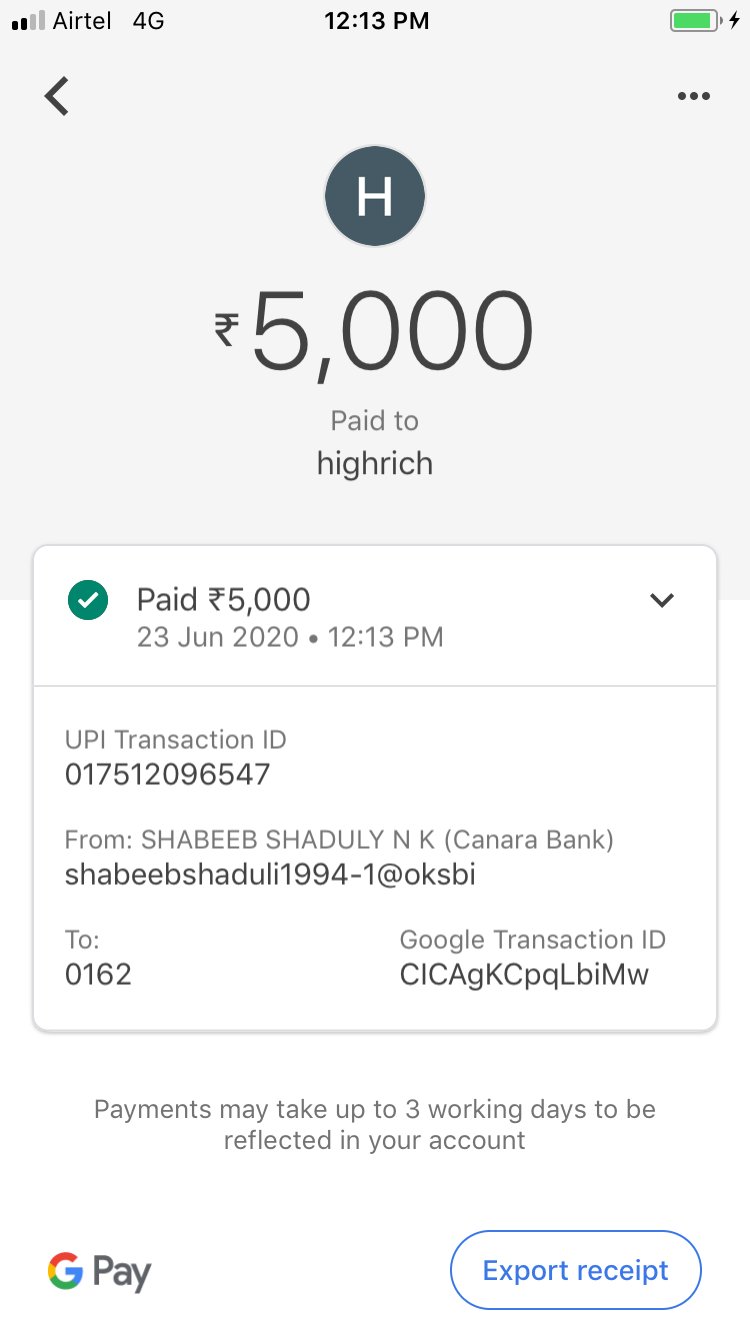 Airtel 4G 12:13 PM
H
₹5,000
Paid to
highrich
Paid ₹5,000
23 Jun 2020 • 12:13 PM
UPI Transaction ID
017512096547
From: SHABEEB SHADULY N K (Canara Bank)
shabeebshaduli1994-1@oksbi
To: Google Transaction ID
0162 CICAgKCpqLbiMw
Payments may take up to 3 working days to be
reflected in your account
G Pay Export receipt